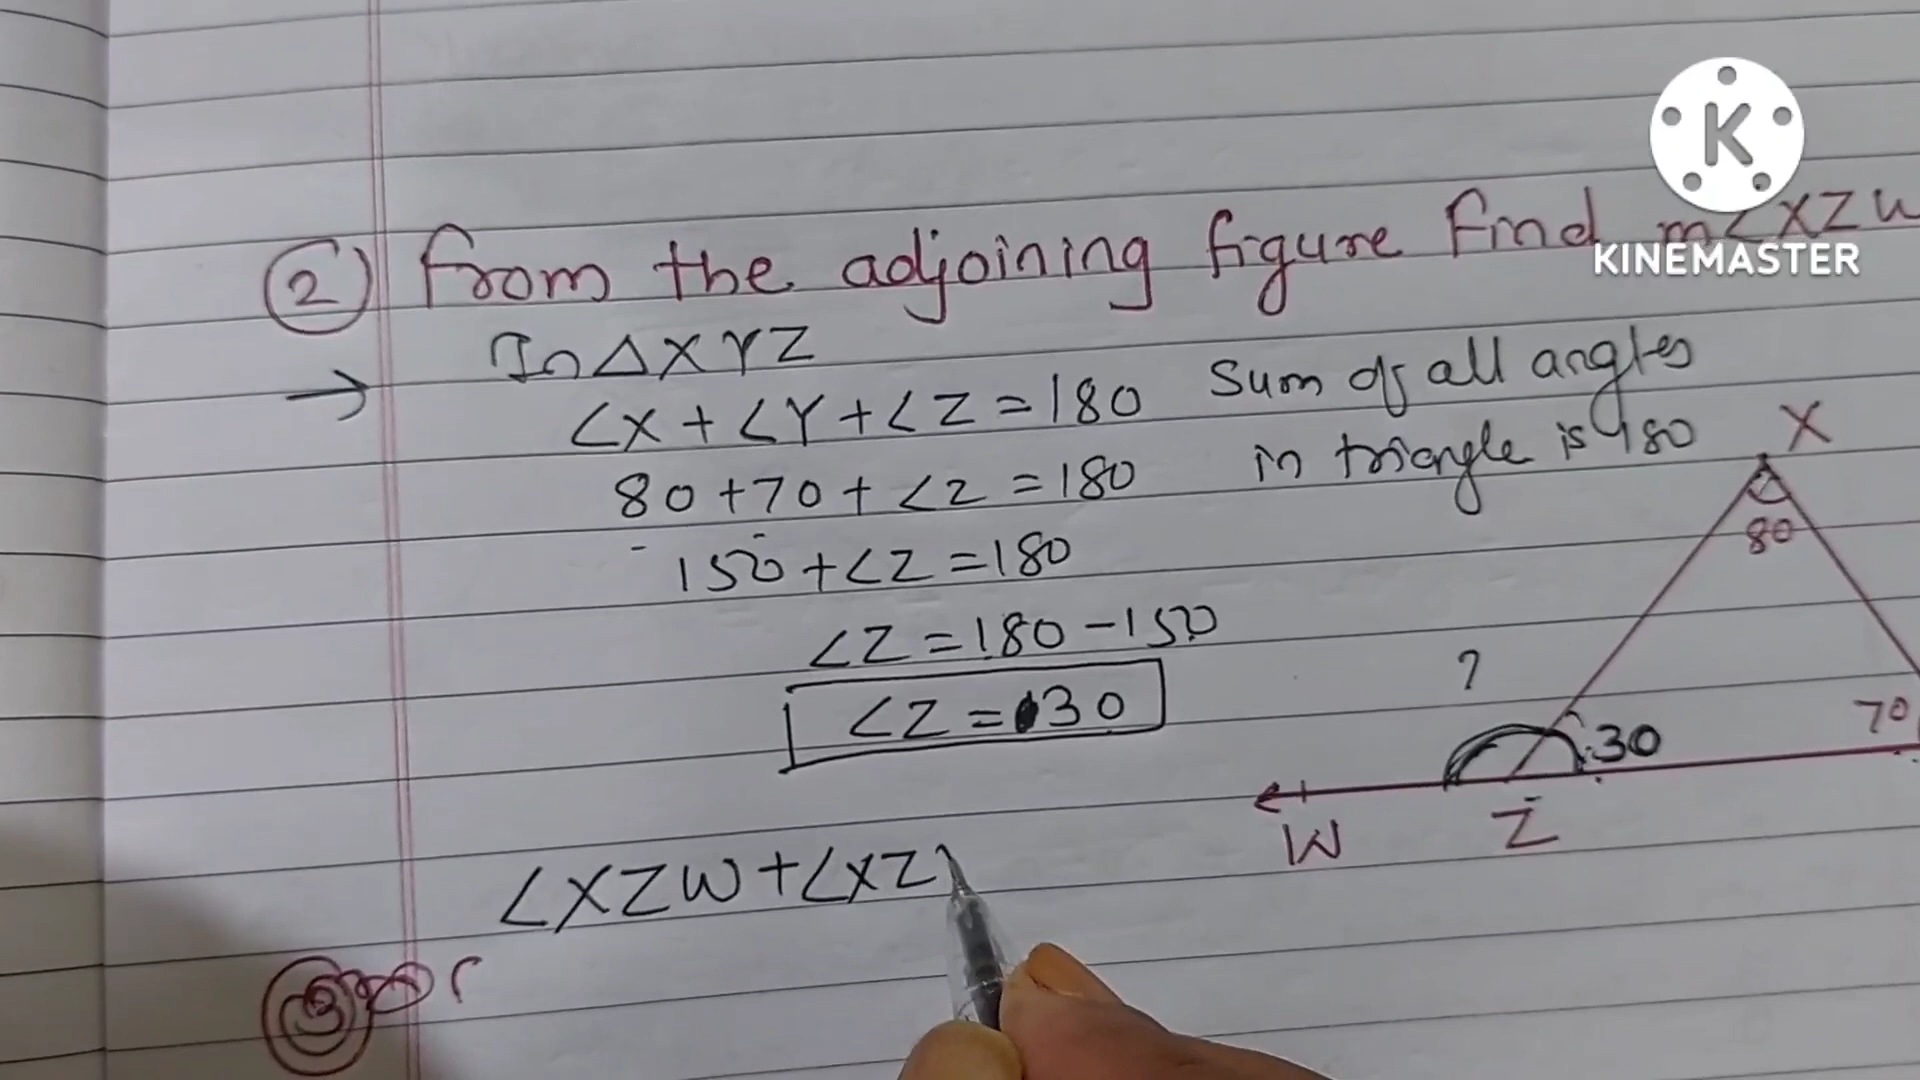 K
KINEMASTER
② From the adjoining figure Find m∠XZW
→ In △XYZ
∠X + ∠Y + ∠Z = 180 Sum of all angles
80 + 70 + ∠Z = 180 in triangle is 180
150 + ∠Z = 180
∠Z = 180 - 150
∠Z = 30
∠XZW + ∠XZ
③
X
80
70
?
30
W
Z